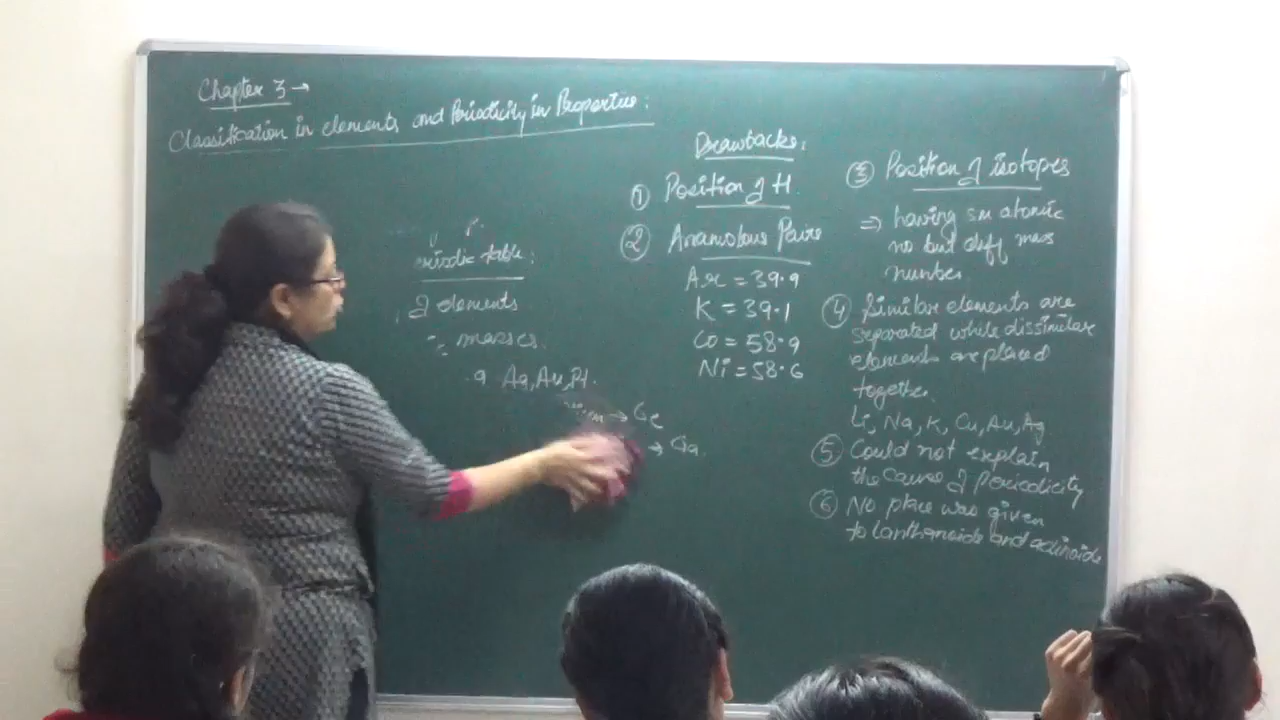 Chapter 3 →
Classification in elements and Periodicity in Properties:
eriodic table:
of elements
masses.
Ag, Au, Pt.
→ Ge
→ Ga.
Drawbacks:
① Position of H.
② Anamolous Pairs
Ar = 39.9
K = 39.1
Co = 58.9
Ni = 58.6
③ Position of isotopes
⇒ having sm atomic
no but diff mass
number.
④ Similar elements are
separated while dissimilar
elements are placed
together.
Li, Na, K, Cu, Au, Ag
⑤ Could not explain
the cause of periodicity
⑥ No place was given
to lanthanoids and actinoids